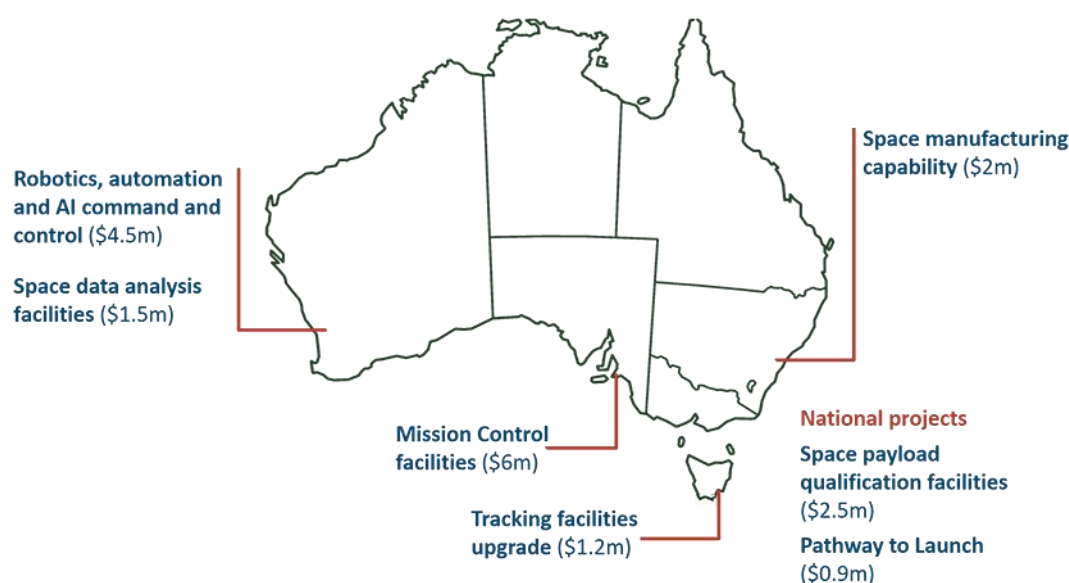 Space manufacturing
capability ($2m)
Robotics, automation
and AI command and
control ($4.5m)
Space data analysis
facilities ($1.5m)
Mission Control
facilities ($6m)
Tracking facilities
upgrade ($1.2m)
National projects
Space payload
qualification facilities
($2.5m)
Pathway to Launch
($0.9m)